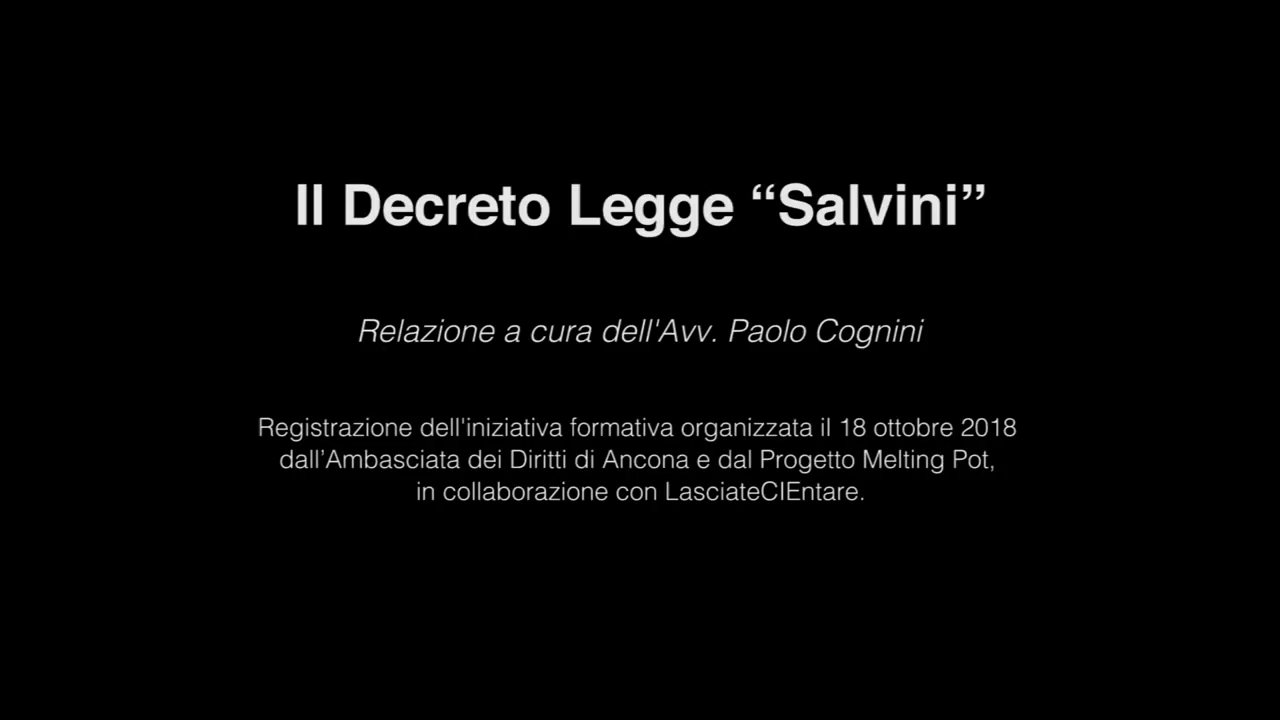 Il Decreto Legge “Salvini”
Relazione a cura dell'Avv. Paolo Cognini
Registrazione dell'iniziativa formativa organizzata il 18 ottobre 2018
dall’Ambasciata dei Diritti di Ancona e dal Progetto Melting Pot,
in collaborazione con LasciateCIEntare.